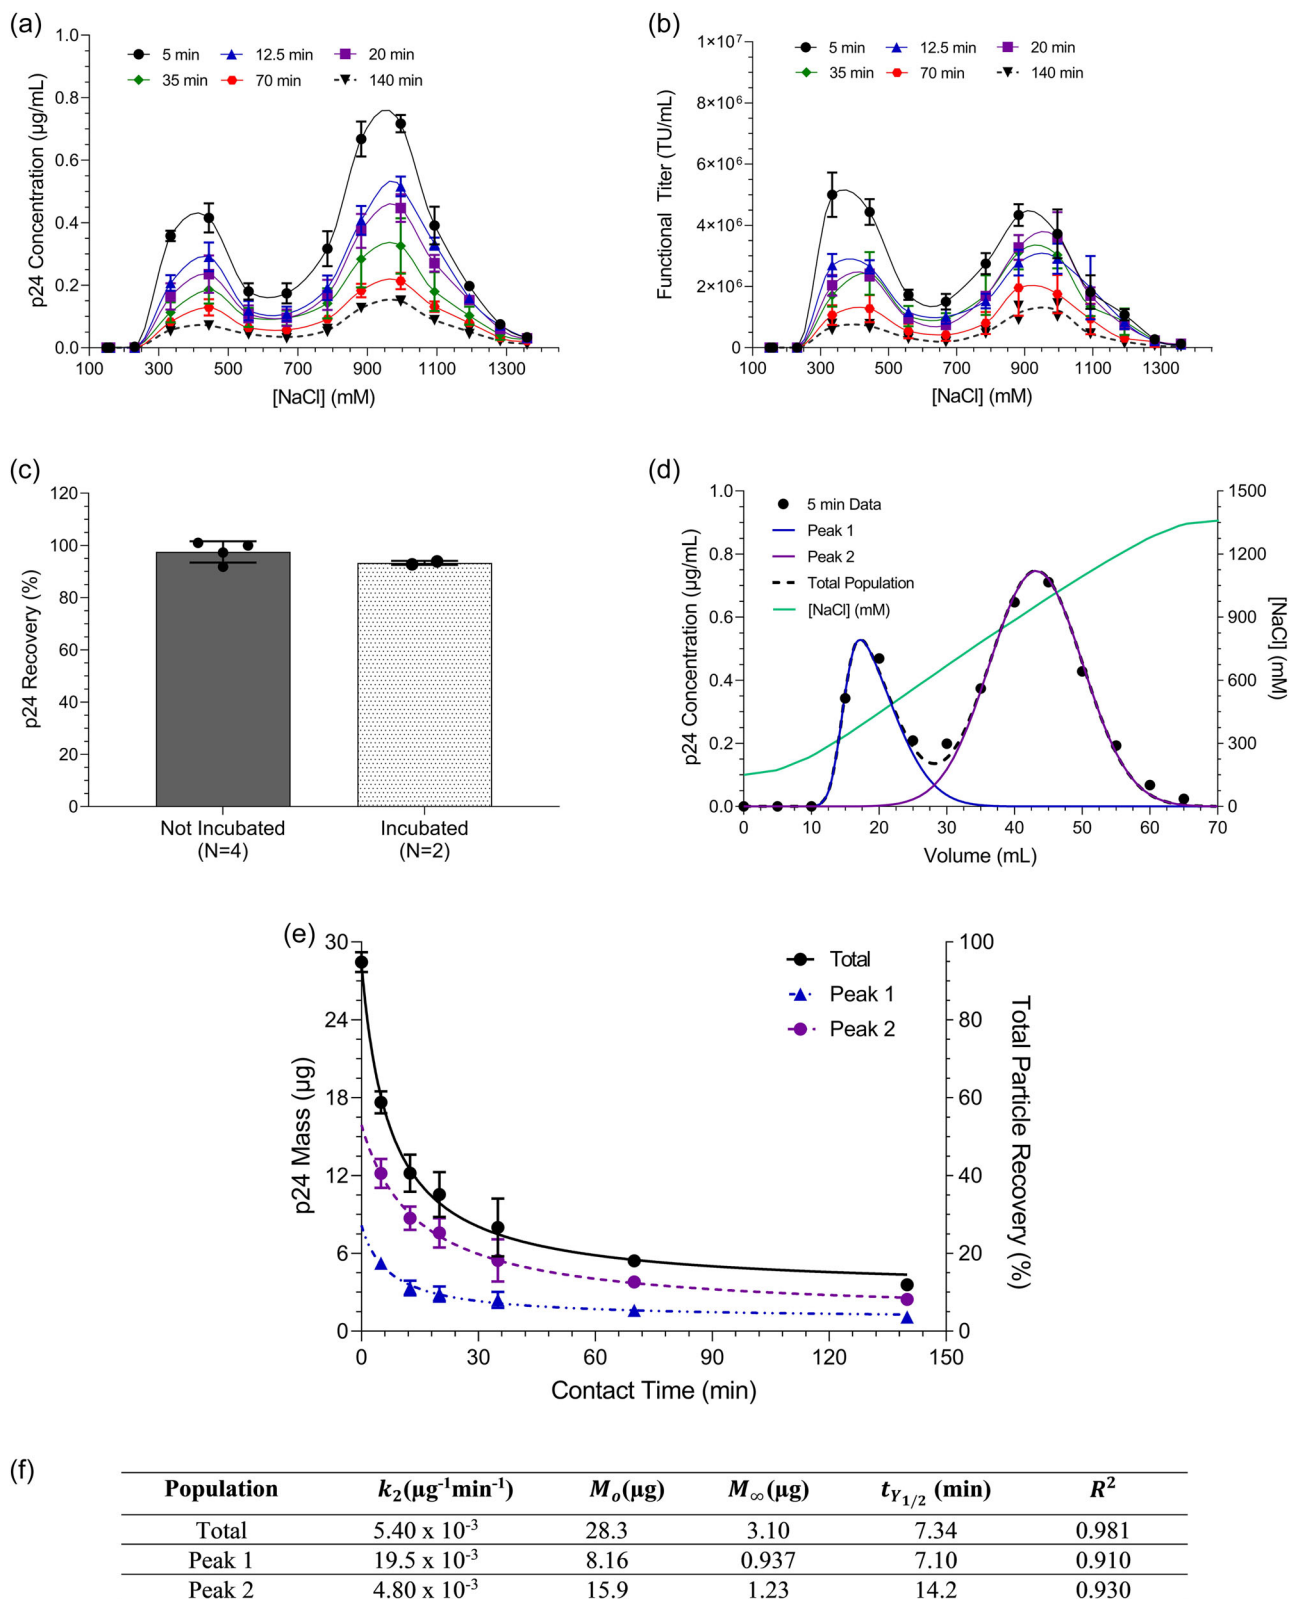 (a)
1.0
0.8
0.6
0.4
0.2
0.0
p24 Concentration (µg/mL)
5 min 12.5 min 20 min
35 min 70 min 140 min
100 300 500 700 900 1100 1300
[NaCl] (mM)
(b)
1×10⁷
8×10⁶
6×10⁶
4×10⁶
2×10⁶
0
Functional Titer (TU/mL)
5 min 12.5 min 20 min
35 min 70 min 140 min
100 300 500 700 900 1100 1300
[NaCl] (mM)
(c)
120
100
80
60
40
20
0
p24 Recovery (%)
Not Incubated
(N=4)
Incubated
(N=2)
(d)
1.0
0.8
0.6
0.4
0.2
0.0
p24 Concentration (µg/mL)
5 min Data
Peak 1
Peak 2
Total Population
[NaCl] (mM)
1500
1200
900
600
300
0
[NaCl] (mM)
0 10 20 30 40 50 60 70
Volume (mL)
(e)
30
24
18
12
6
0
p24 Mass (µg)
Total
Peak 1
Peak 2
100
80
60
40
20
0
Total Particle Recovery (%)
0 30 60 90 120 150
Contact Time (min)
(f)
Population k₂(µg⁻¹min⁻¹) Mₒ(µg) M∞(µg) t_Y₁/₂ (min) R²
Total 5.40 x 10⁻³ 28.3 3.10 7.34 0.981
Peak 1 19.5 x 10⁻³ 8.16 0.937 7.10 0.910
Peak 2 4.80 x 10⁻³ 15.9 1.23 14.2 0.930